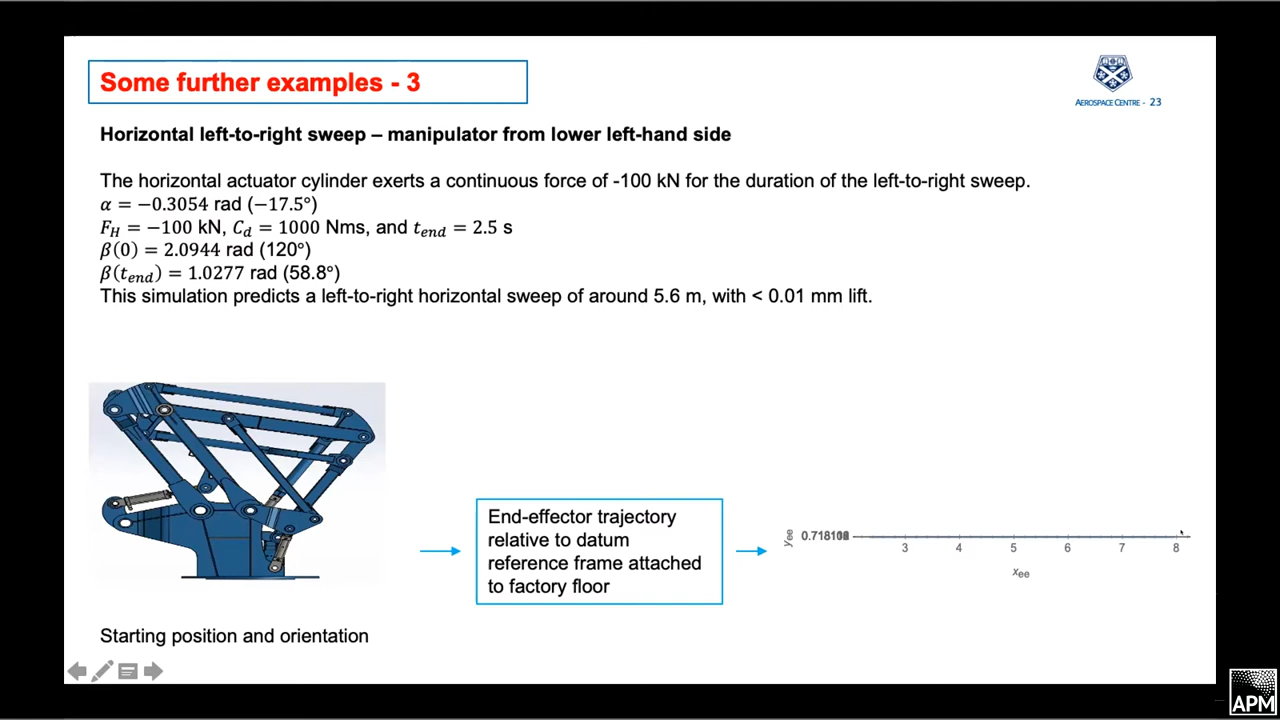 Some further examples - 3
AEROSPACE CENTRE - 23
Horizontal left-to-right sweep – manipulator from lower left-hand side
The horizontal actuator cylinder exerts a continuous force of -100 kN for the duration of the left-to-right sweep.
α = −0.3054 rad (−17.5°)
F_H = −100 kN, C_d = 1000 Nms, and t_end = 2.5 s
β(0) = 2.0944 rad (120°)
β(t_end) = 1.0277 rad (58.8°)
This simulation predicts a left-to-right horizontal sweep of around 5.6 m, with < 0.01 mm lift.
End-effector trajectory
relative to datum
reference frame attached
to factory floor
y_ee
3 4 5 6 7 8
x_ee
Starting position and orientation
APM